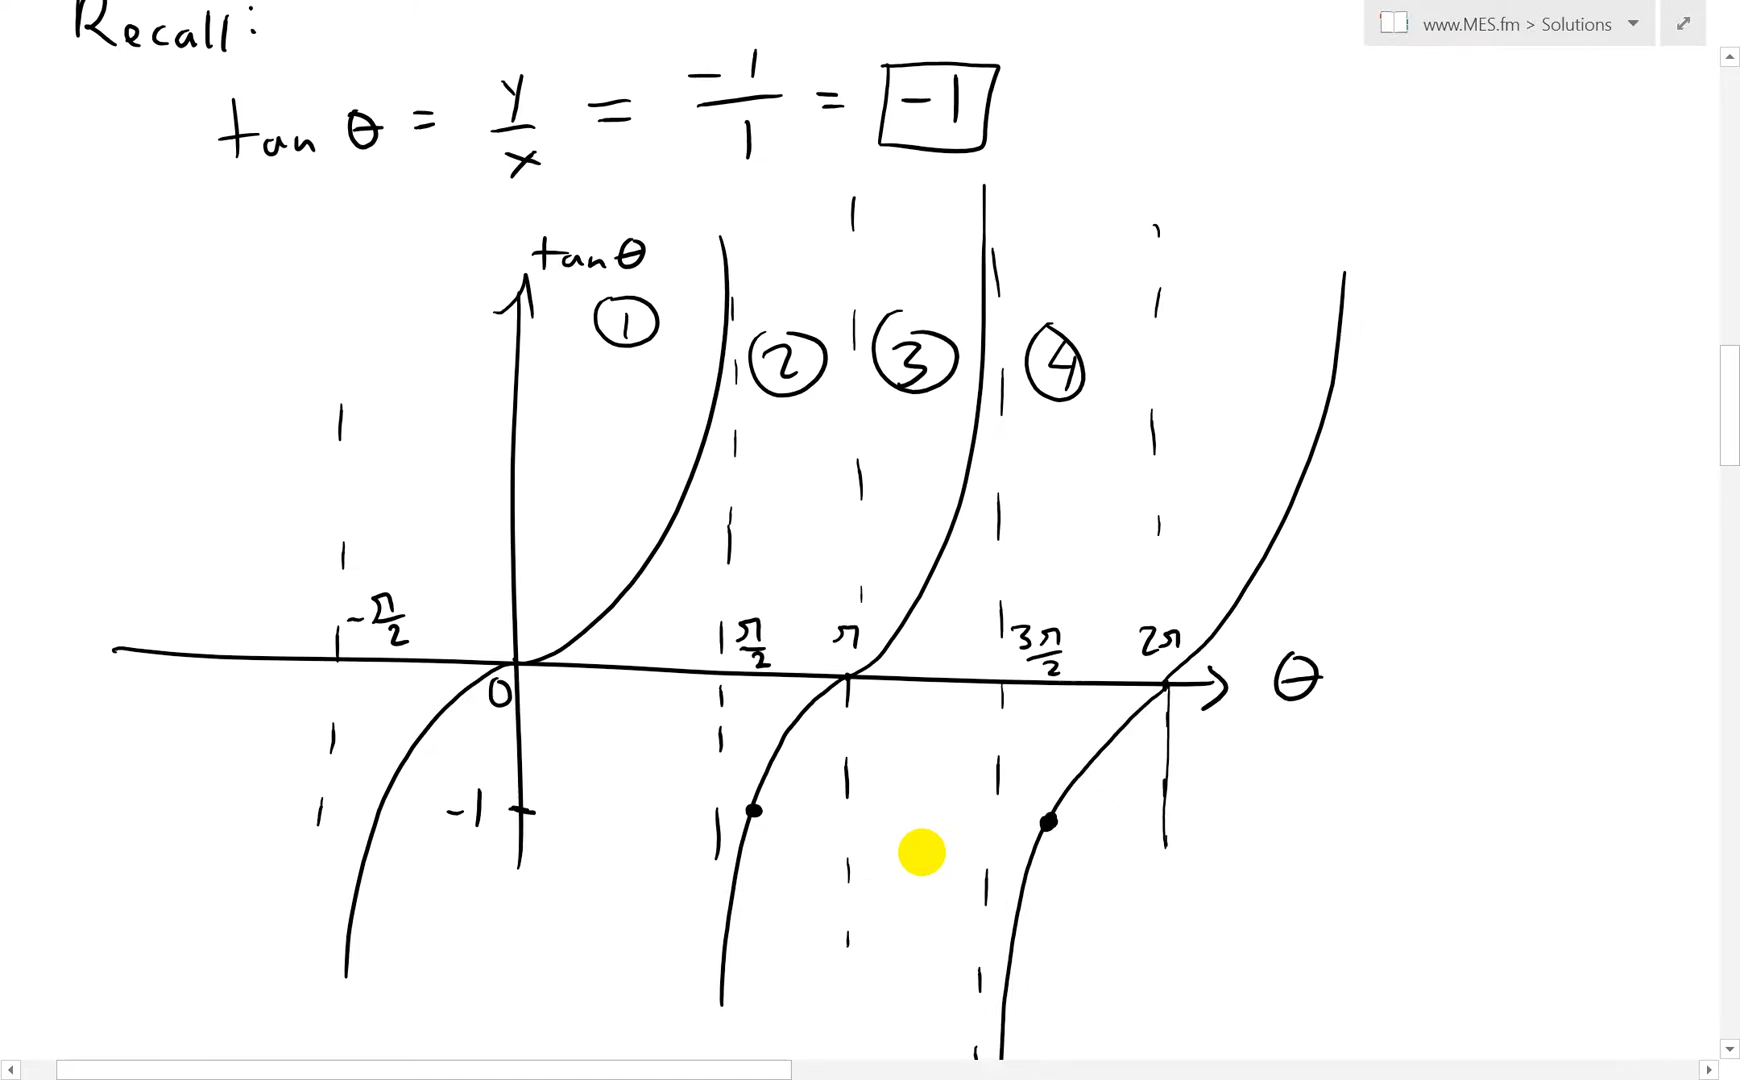 Recall:
www.MES.fm > Solutions
tan θ = y/x = -1/1 = -1
tan θ
① ② ③ ④
-π/2 0 π/2 π 3π/2 2π θ
-1